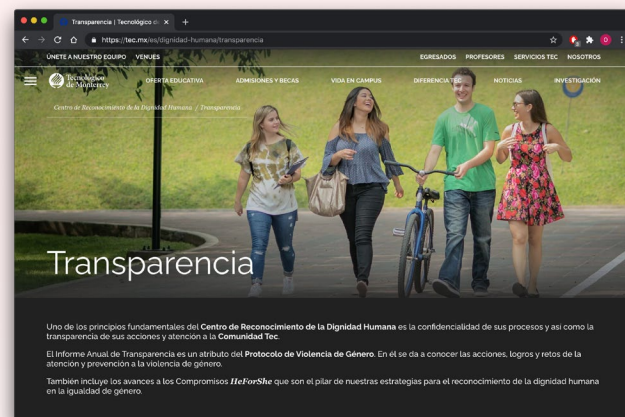 Transparencia | Tecnológico de
https://tec.mx/es/dignidad-humana/transparencia
ÚNETE A NUESTRO EQUIPO VENUES EGRESADOS PROFESORES SERVICIOS TEC NOSOTROS
Tecnológico
de Monterrey
OFERTA EDUCATIVA ADMISIONES Y BECAS VIDA EN CAMPUS DIFERENCIA TEC NOTICIAS INVESTIGACIÓN
Centro de Reconocimiento de la Dignidad Humana / Transparencia
Transparencia
Uno de los principios fundamentales del Centro de Reconocimiento de la Dignidad Humana es la confidencialidad de sus procesos y así como la
transparencia de sus acciones y atención a la Comunidad Tec.
El Informe Anual de Transparencia es un atributo del Protocolo de Violencia de Género. En él se da a conocer las acciones, logros y retos de la
atención y prevención a la violencia de género.
También incluye los avances a los Compromisos HeForShe que son el pilar de nuestras estrategias para el reconocimiento de la dignidad humana
en la igualdad de género.